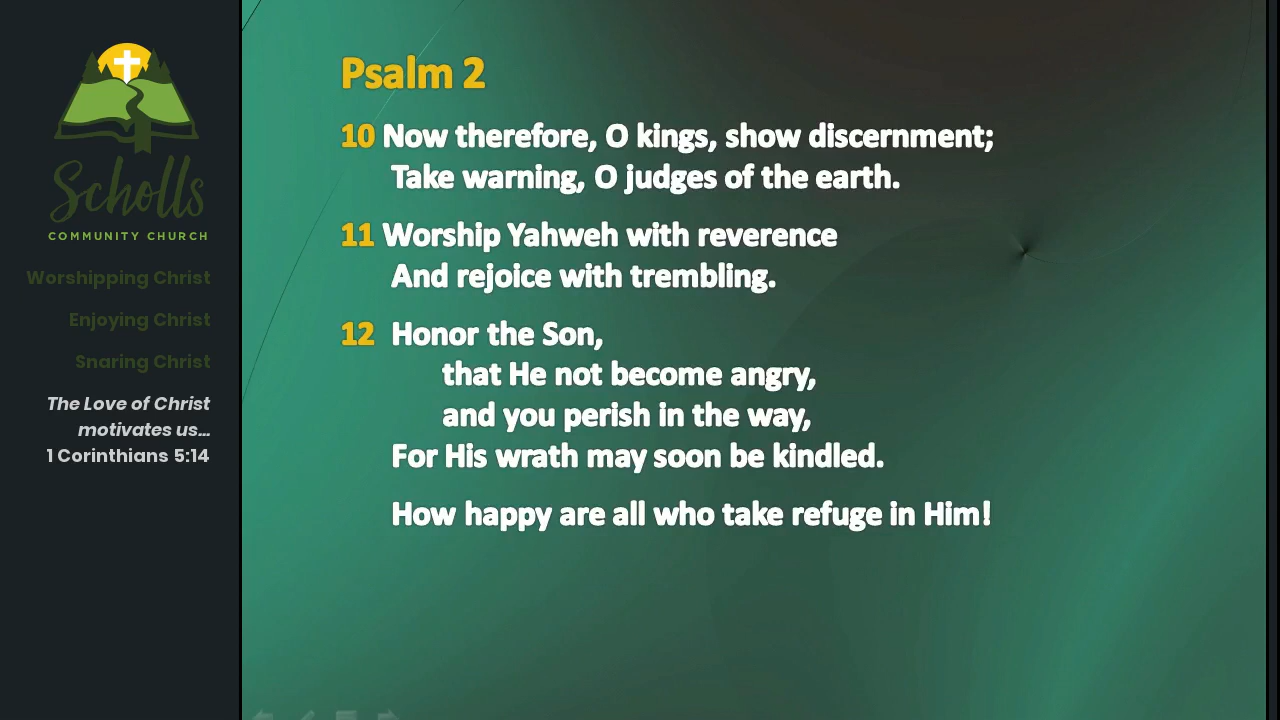 Scholls
COMMUNITY CHURCH
Worshipping Christ
Enjoying Christ
Snaring Christ
The Love of Christ
motivates us...
1 Corinthians 5:14
Psalm 2
10 Now therefore, O kings, show discernment;
Take warning, O judges of the earth.
11 Worship Yahweh with reverence
And rejoice with trembling.
12 Honor the Son,
that He not become angry,
and you perish in the way,
For His wrath may soon be kindled.
How happy are all who take refuge in Him!